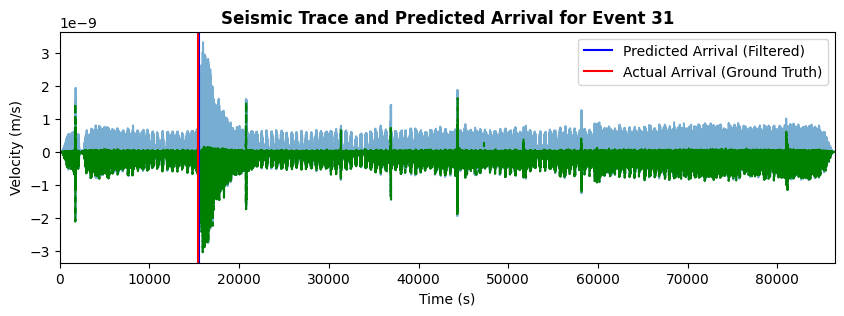 Seismic Trace and Predicted Arrival for Event 31
1e−9
Predicted Arrival (Filtered)
Actual Arrival (Ground Truth)
3
2
1
0
−1
−2
−3
Velocity (m/s)
0 10000 20000 30000 40000 50000 60000 70000 80000
Time (s)